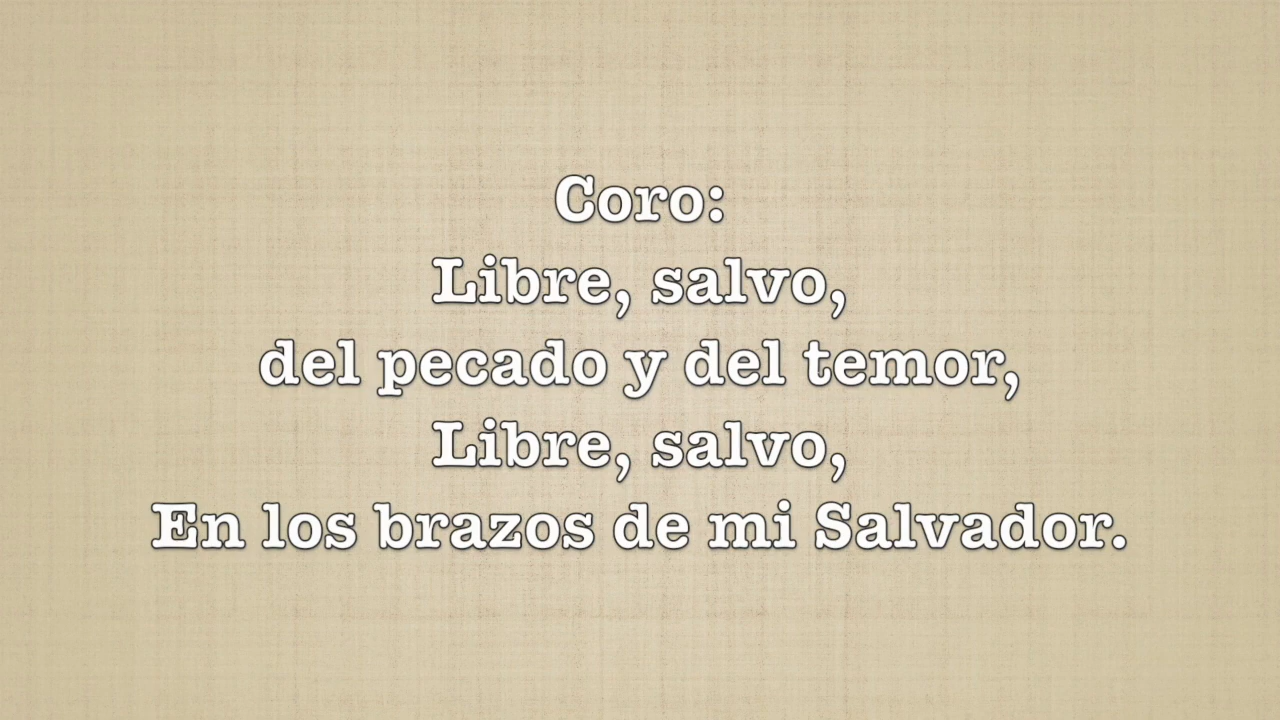 Coro:
Libre, salvo,
del pecado y del temor,
Libre, salvo,
En los brazos de mi Salvador.